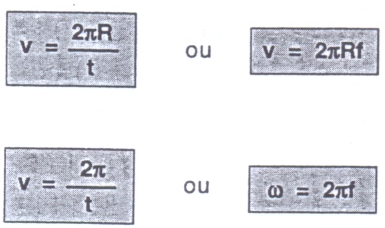 v = 2πR/t ou v = 2πRf
v = 2π/t ou ω = 2πf